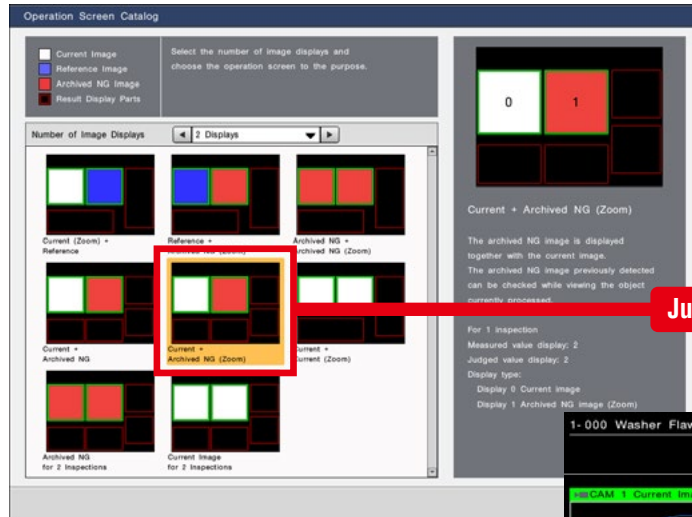 Operation Screen Catalog
Current Image
Reference Image
Archived NG Image
Result Display Parts
Select the number of image displays and
choose the operation screen to the purpose.
Number of Image Displays
2 Displays
Current (Zoom) +
Reference
Reference +
Archived NG (Zoom)
Archived NG +
Archived NG (Zoom)
Current +
Archived NG
Current +
Archived NG (Zoom)
Current +
Current (Zoom)
Archived NG
for 2 Inspections
Current Image
for 2 Inspections
0
1
Current + Archived NG (Zoom)
The archived NG image is displayed
together with the current image.
The archived NG image previously detected
can be checked while viewing the object
currently processed.
Ju
For 1 inspection
Measured value display: 2
Judged value display: 2
Display type:
Display 0 Current image
Display 1 Archived NG image (Zoom)
1-000 Washer Flaw
CAM 1 Current Ima